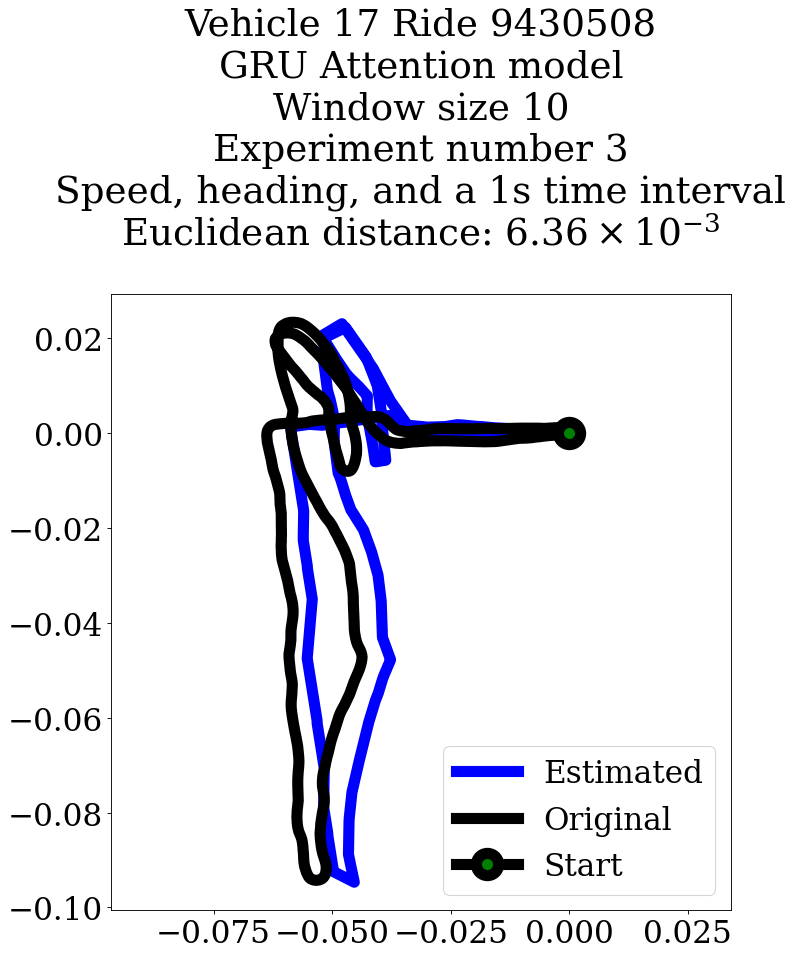 Vehicle 17 Ride 9430508
GRU Attention model
Window size 10
Experiment number 3
Speed, heading, and a 1s time interval
Euclidean distance: 6.36 × 10⁻³
0.02
0.00
−0.02
−0.04
−0.06
−0.08
−0.10
Estimated
Original
Start
−0.075 −0.050 −0.025 0.000 0.025